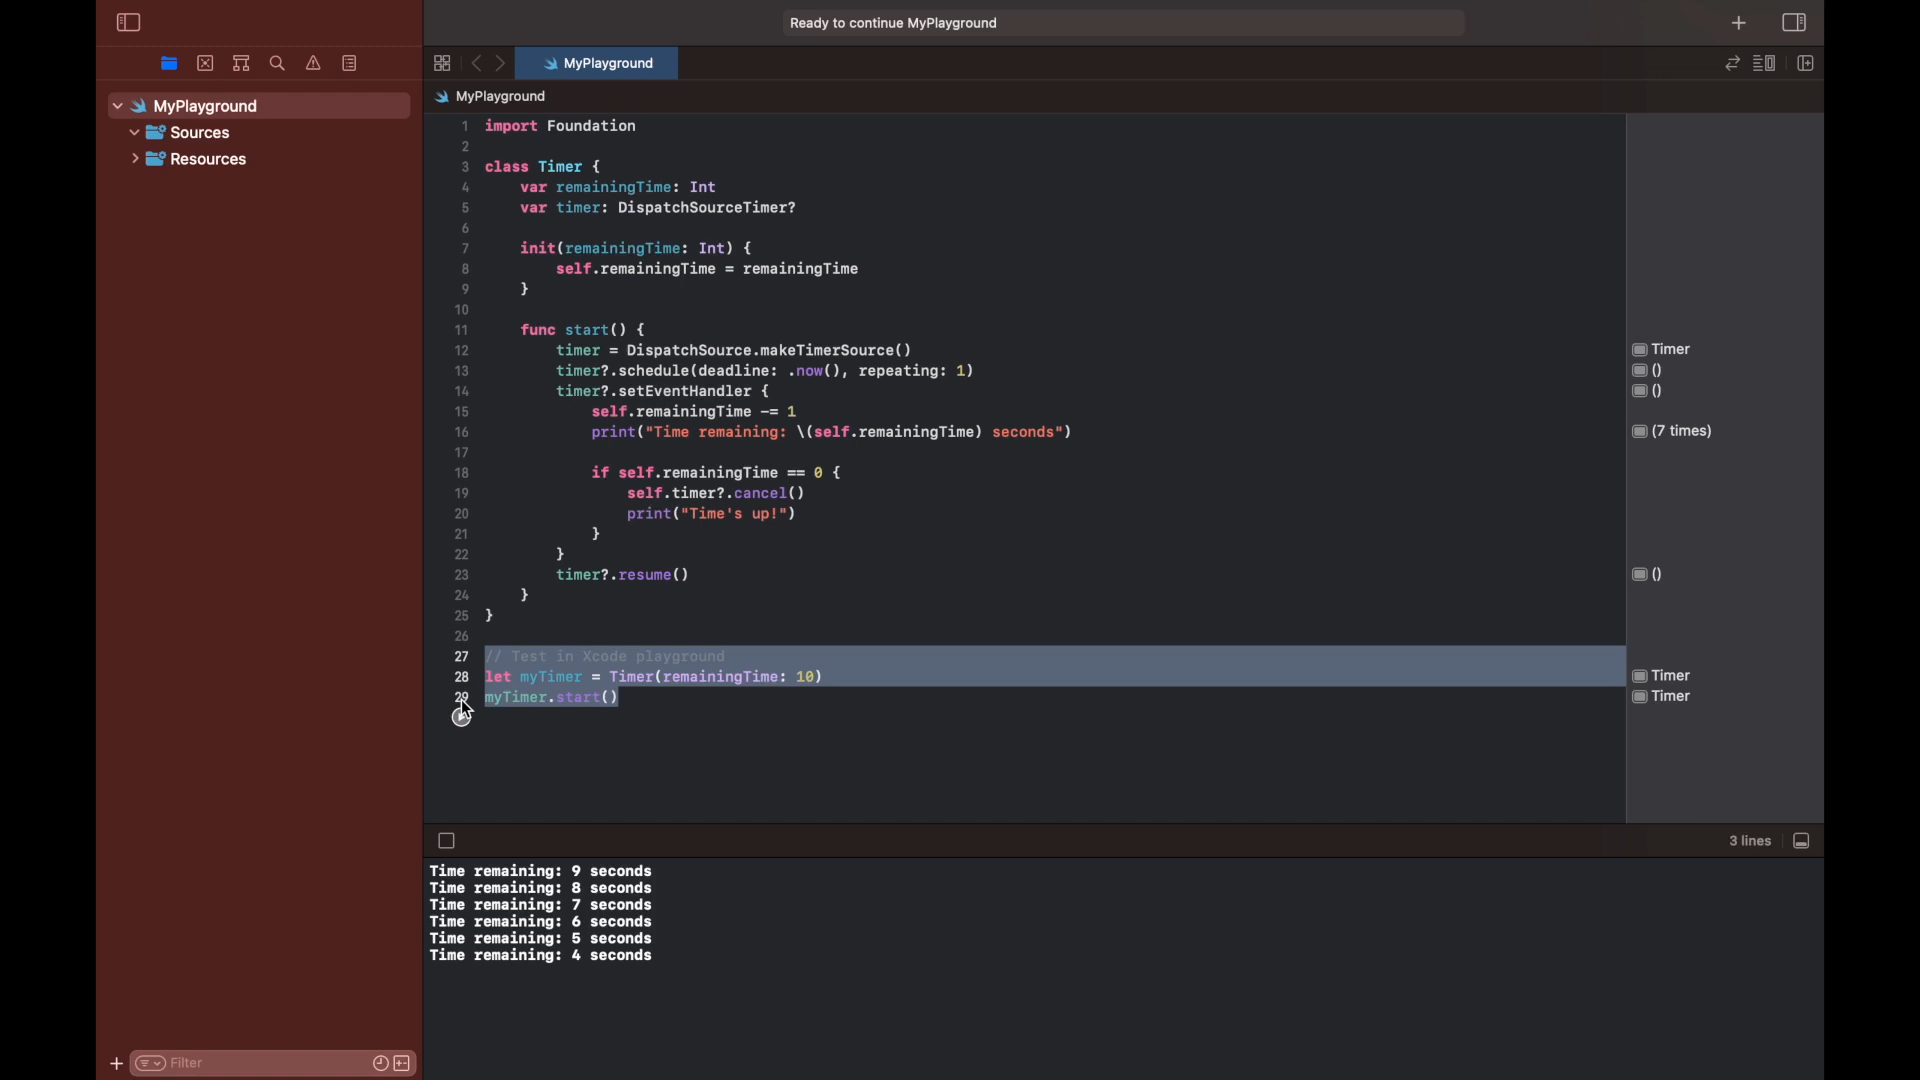 Ready to continue MyPlayground
MyPlayground
MyPlayground
Sources
Resources
MyPlayground
1 import Foundation
2
3 class Timer {
4 var remainingTime: Int
5 var timer: DispatchSourceTimer?
6
7 init(remainingTime: Int) {
8 self.remainingTime = remainingTime
9 }
10
11 func start() {
12 timer = DispatchSource.makeTimerSource()
Timer
13 timer?.schedule(deadline: .now(), repeating: 1)
()
14 timer?.setEventHandler {
()
15 self.remainingTime -= 1
16 print("Time remaining: \(self.remainingTime) seconds")
(7 times)
17
18 if self.remainingTime == 0 {
19 self.timer?.cancel()
20 print("Time's up!")
21 }
22 }
23 timer?.resume()
()
24 }
25 }
26
27 // Test in Xcode playground
28 let myTimer = Timer(remainingTime: 10)
Timer
29 myTimer.start()
Timer
3 lines
Time remaining: 9 seconds
Time remaining: 8 seconds
Time remaining: 7 seconds
Time remaining: 6 seconds
Time remaining: 5 seconds
Time remaining: 4 seconds
Filter